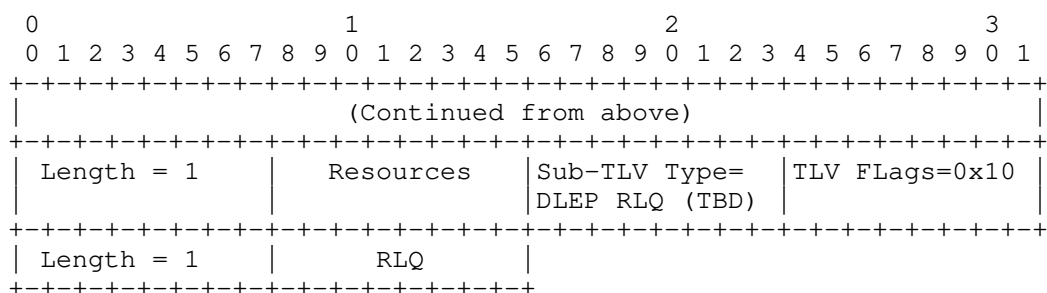 0                   1                   2                   3
 0 1 2 3 4 5 6 7 8 9 0 1 2 3 4 5 6 7 8 9 0 1 2 3 4 5 6 7 8 9 0 1
+-+-+-+-+-+-+-+-+-+-+-+-+-+-+-+-+-+-+-+-+-+-+-+-+-+-+-+-+-+-+-+-+
|                    (Continued from above)                     |
+-+-+-+-+-+-+-+-+-+-+-+-+-+-+-+-+-+-+-+-+-+-+-+-+-+-+-+-+-+-+-+-+
| Length = 1    |   Resources   |Sub-TLV Type=  |TLV FLags=0x10 |
|               |               |DLEP RLQ (TBD) |               |
+-+-+-+-+-+-+-+-+-+-+-+-+-+-+-+-+-+-+-+-+-+-+-+-+-+-+-+-+-+-+-+-+
| Length = 1    |      RLQ      |
+-+-+-+-+-+-+-+-+-+-+-+-+-+-+-+-+